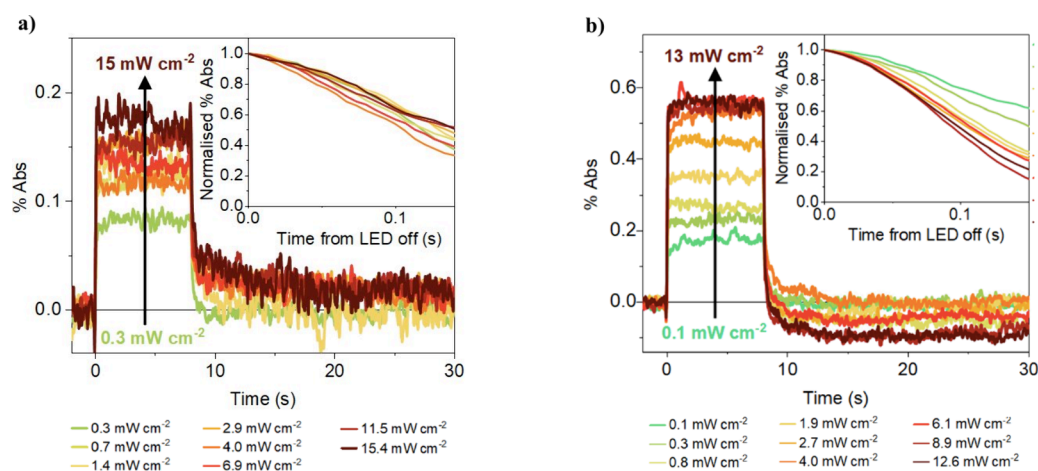 a)
15 mW cm⁻²
0.3 mW cm⁻²
% Abs
0.2
0.1
0.0
0 10 20 30
Time (s)
Normalised % Abs
1.0
0.8
0.6
0.4
0.2
0.0
0.0 0.1
Time from LED off (s)
0.3 mW cm⁻² 2.9 mW cm⁻² 11.5 mW cm⁻²
0.7 mW cm⁻² 4.0 mW cm⁻² 15.4 mW cm⁻²
1.4 mW cm⁻² 6.9 mW cm⁻²
b)
13 mW cm⁻²
0.1 mW cm⁻²
% Abs
0.6
0.4
0.2
0.0
0 10 20 30
Time (s)
Normalised % Abs
1.0
0.8
0.6
0.4
0.2
0.0
0.0 0.1
Time from LED off (s)
0.1 mW cm⁻² 1.9 mW cm⁻² 6.1 mW cm⁻²
0.3 mW cm⁻² 2.7 mW cm⁻² 8.9 mW cm⁻²
0.8 mW cm⁻² 4.0 mW cm⁻² 12.6 mW cm⁻²